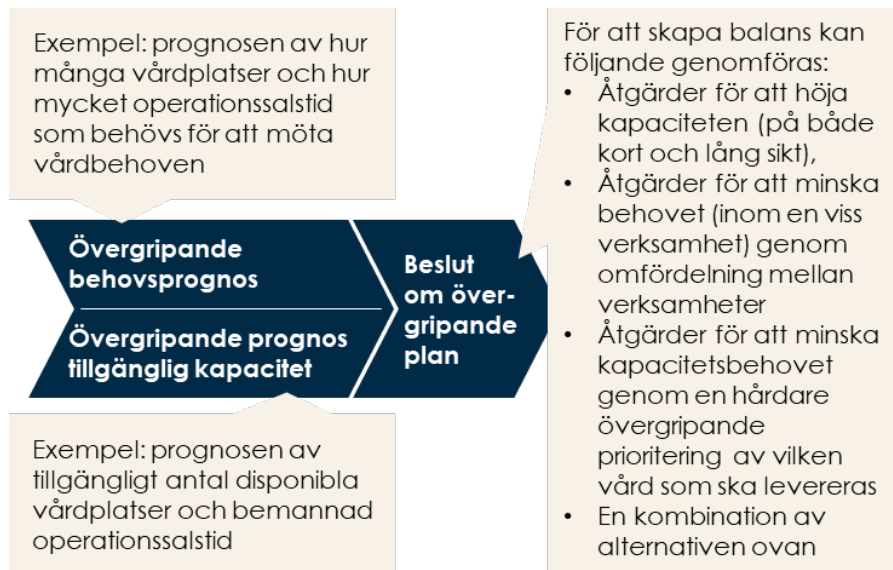 Exempel: prognosen av hur
många vårdplatser och hur
mycket operationssalstid
som behövs för att möta
vårdbehoven
Övergripande
behovsprognos
Övergripande prognos
tillgänglig kapacitet
Exempel: prognosen av
tillgängligt antal disponibla
vårdplatser och bemannad
operationssalstid
Beslut
om över-
gripande
plan
För att skapa balans kan
följande genomföras:
• Åtgärder för att höja
kapaciteten (på både
kort och lång sikt),
• Åtgärder för att minska
behovet (inom en viss
verksamhet) genom
omfördelning mellan
verksamheter
• Åtgärder för att minska
kapacitetsbehovet
genom en hårdare
övergripande
prioritering av vilken
vård som ska levereras
• En kombination av
alternativen ovan